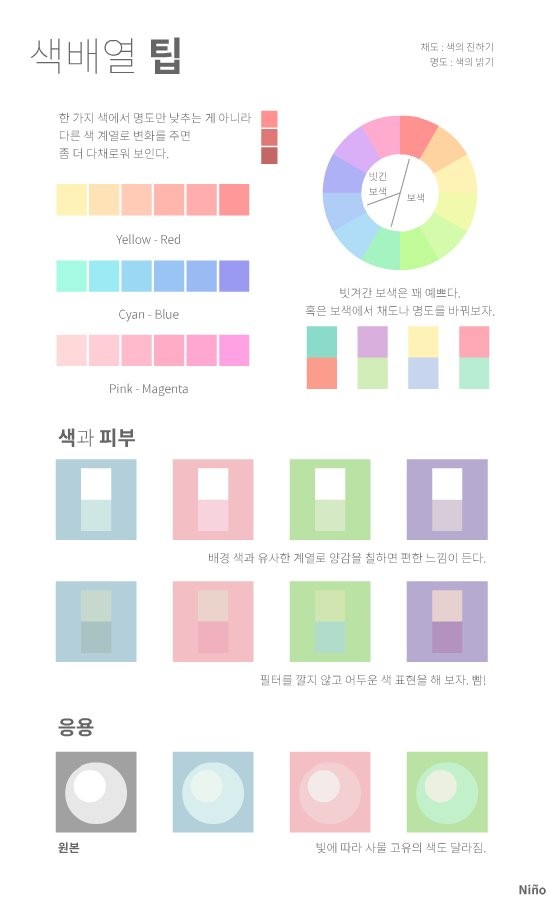 색배열 팁
채도 : 색의 진하기
명도 : 색의 밝기
한 가지 색에서 명도만 낮추는 게 아니라
다른 색 계열로 변화를 주면
좀 더 다채로워 보인다.
Yellow - Red
Cyan - Blue
Pink - Magenta
빗긴
보색
보색
빗겨간 보색은 꽤 예쁘다.
혹은 보색에서 채도나 명도를 바꿔보자.
색과 피부
배경 색과 유사한 계열로 양감을 칠하면 편한 느낌이 든다.
필터를 깔지 않고 어두운 색 표현을 해 보자. 뺌!
응용
원본
빛에 따라 사물 고유의 색도 달라짐.
Niño